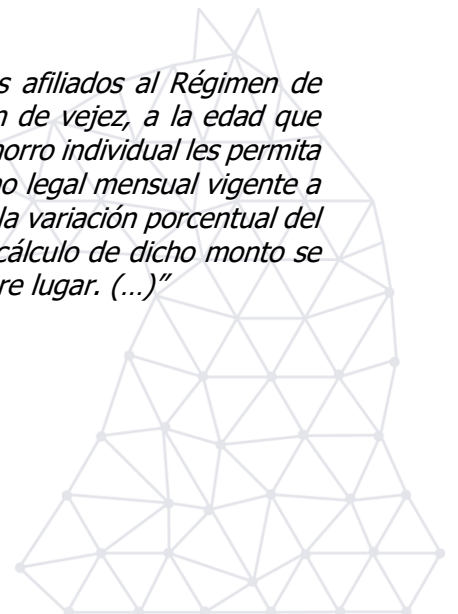 s afiliados al Régimen de
de vejez, a la edad que
horro individual les permita
legal mensual vigente a
la variación porcentual del
cálculo de dicho monto se
re lugar. (…)”